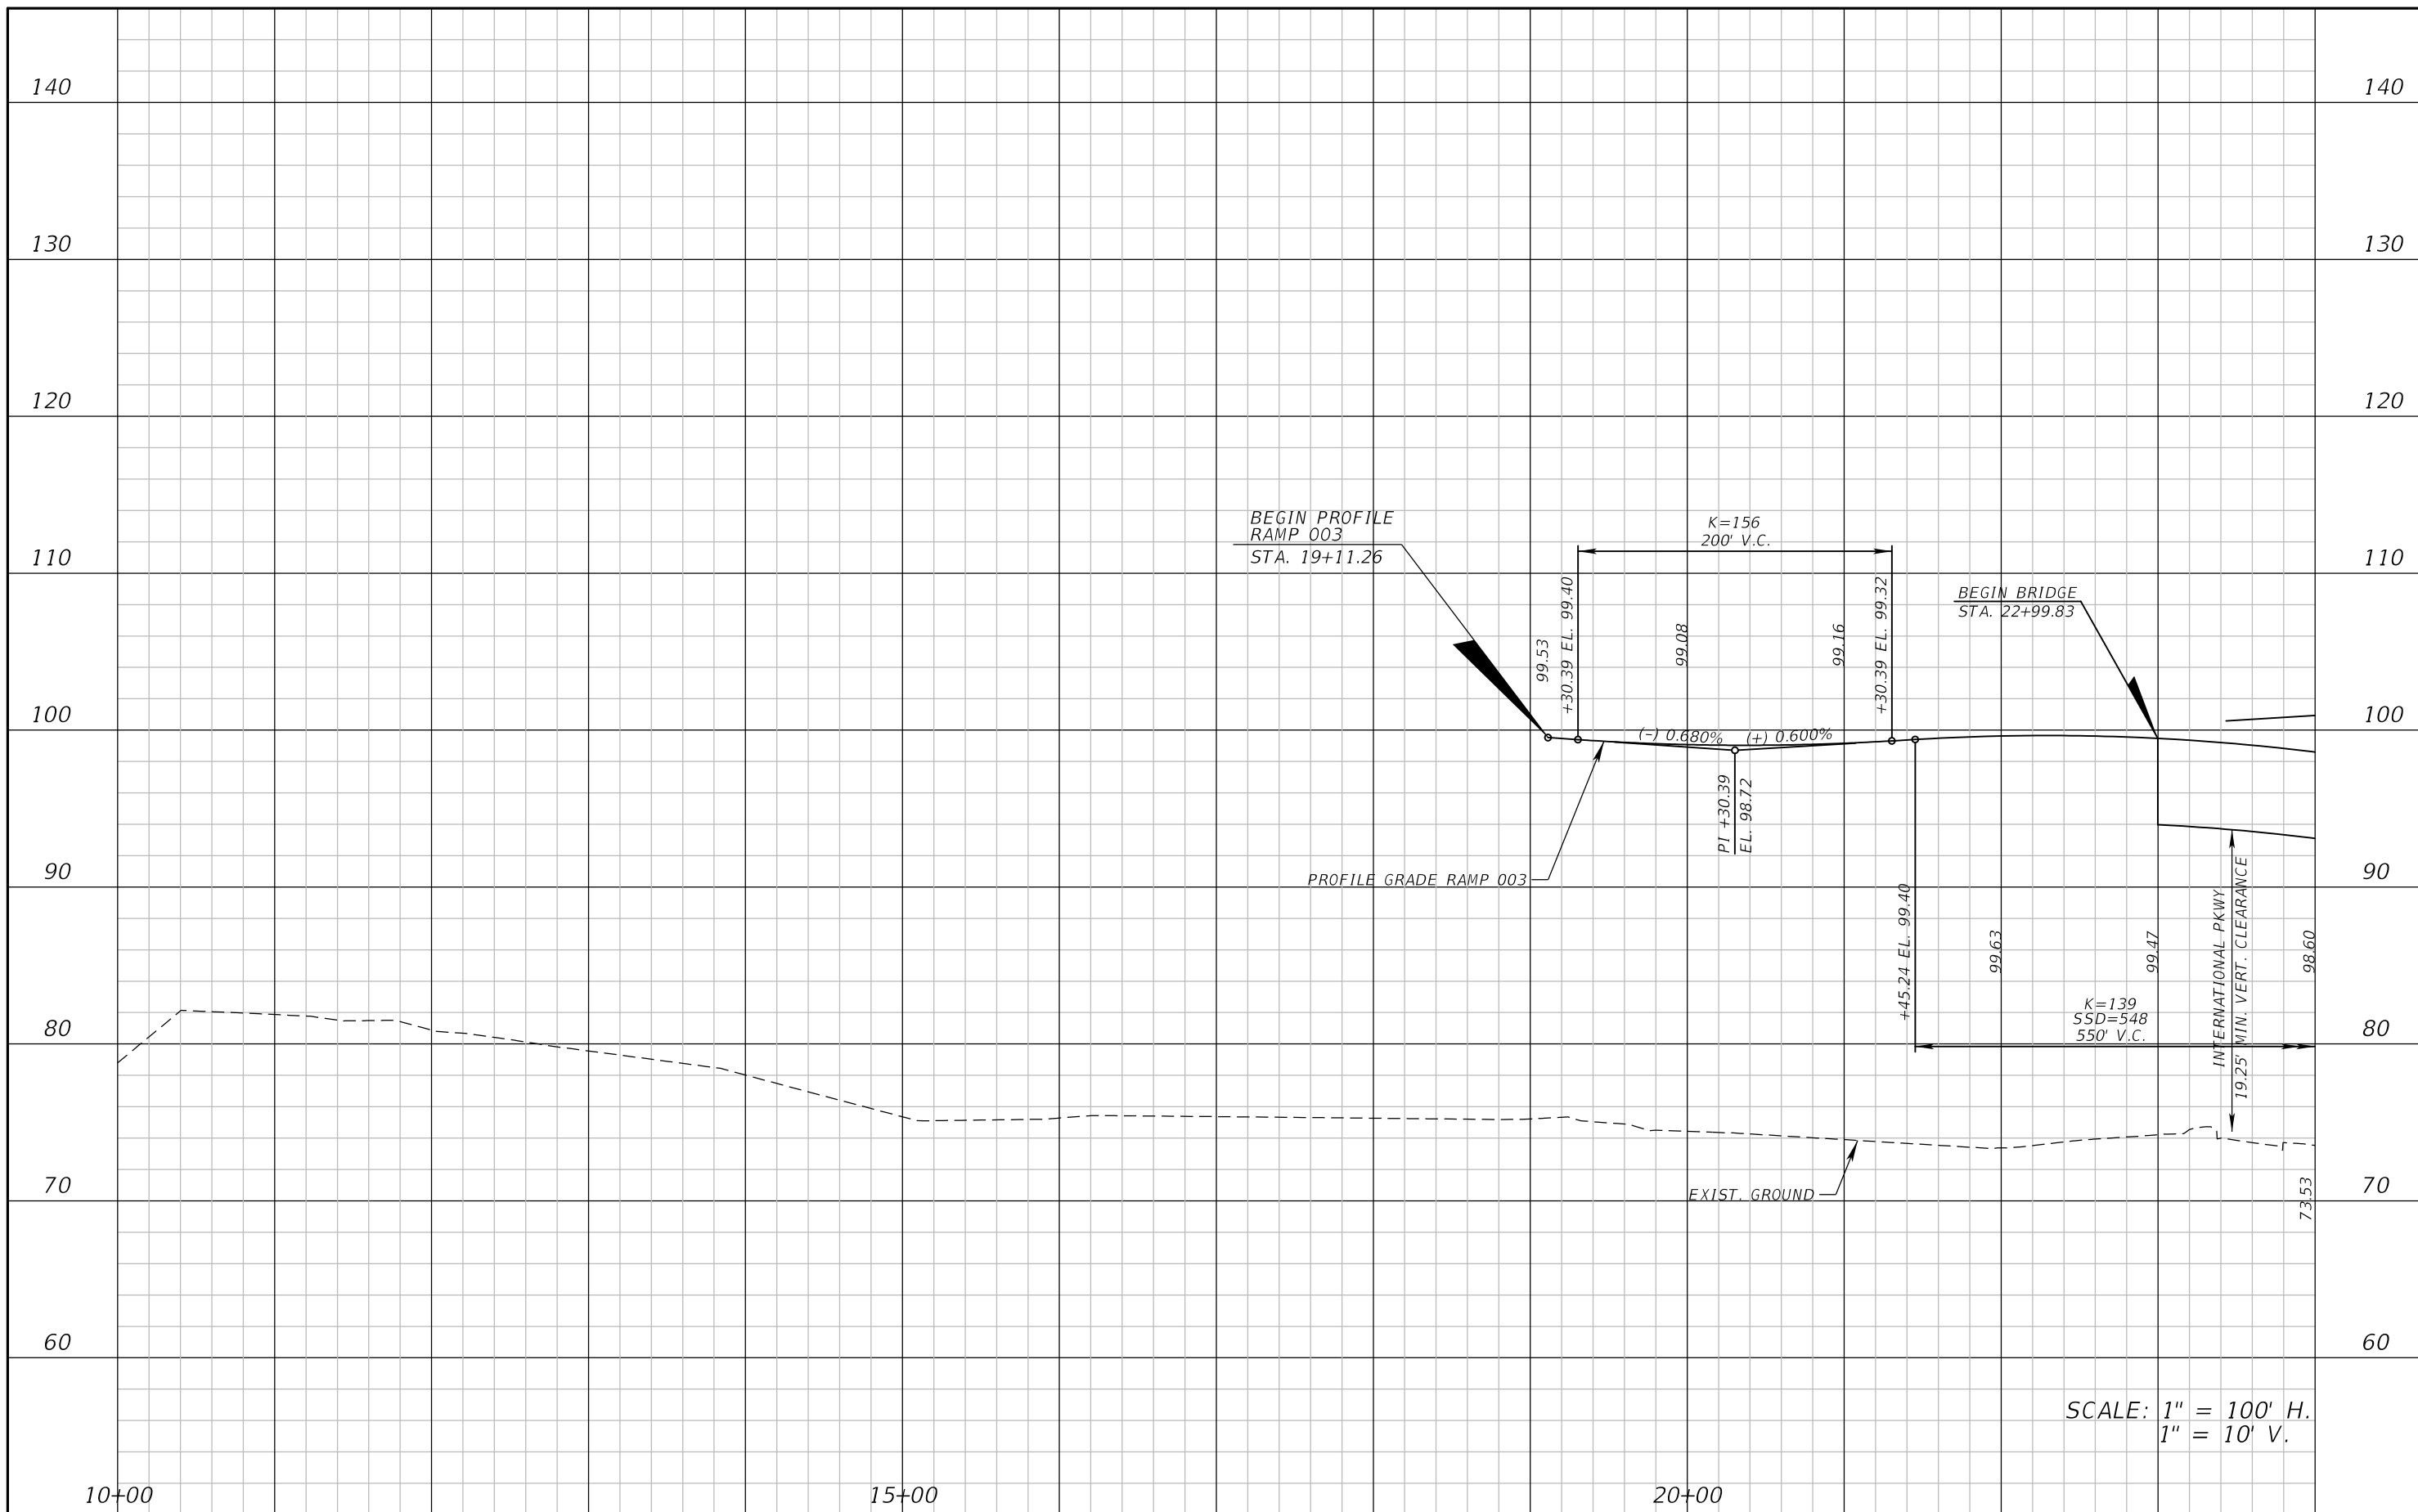 140
140
130
130
120
120
BEGIN PROFILE
RAMP 003
STA. 19+11.26
K=156
200' V.C.
110
110
99.53
+30.39 EL. 99.40
99.08
99.16
+30.39 EL. 99.32
BEGIN BRIDGE
STA. 22+99.83
100
100
(-) 0.680%
(+) 0.600%
PI +30.39
EL. 98.72
PROFILE GRADE RAMP 003
90
90
+45.24 EL. 99.40
99.63
99.47
INTERNATIONAL PKWY
19.25' MIN. VERT. CLEARANCE
98.60
K=139
SSD=548
550' V.C.
80
80
EXIST. GROUND
70
70
73.53
60
60
SCALE: 1" = 100' H.
1" = 10' V.
10+00
15+00
20+00